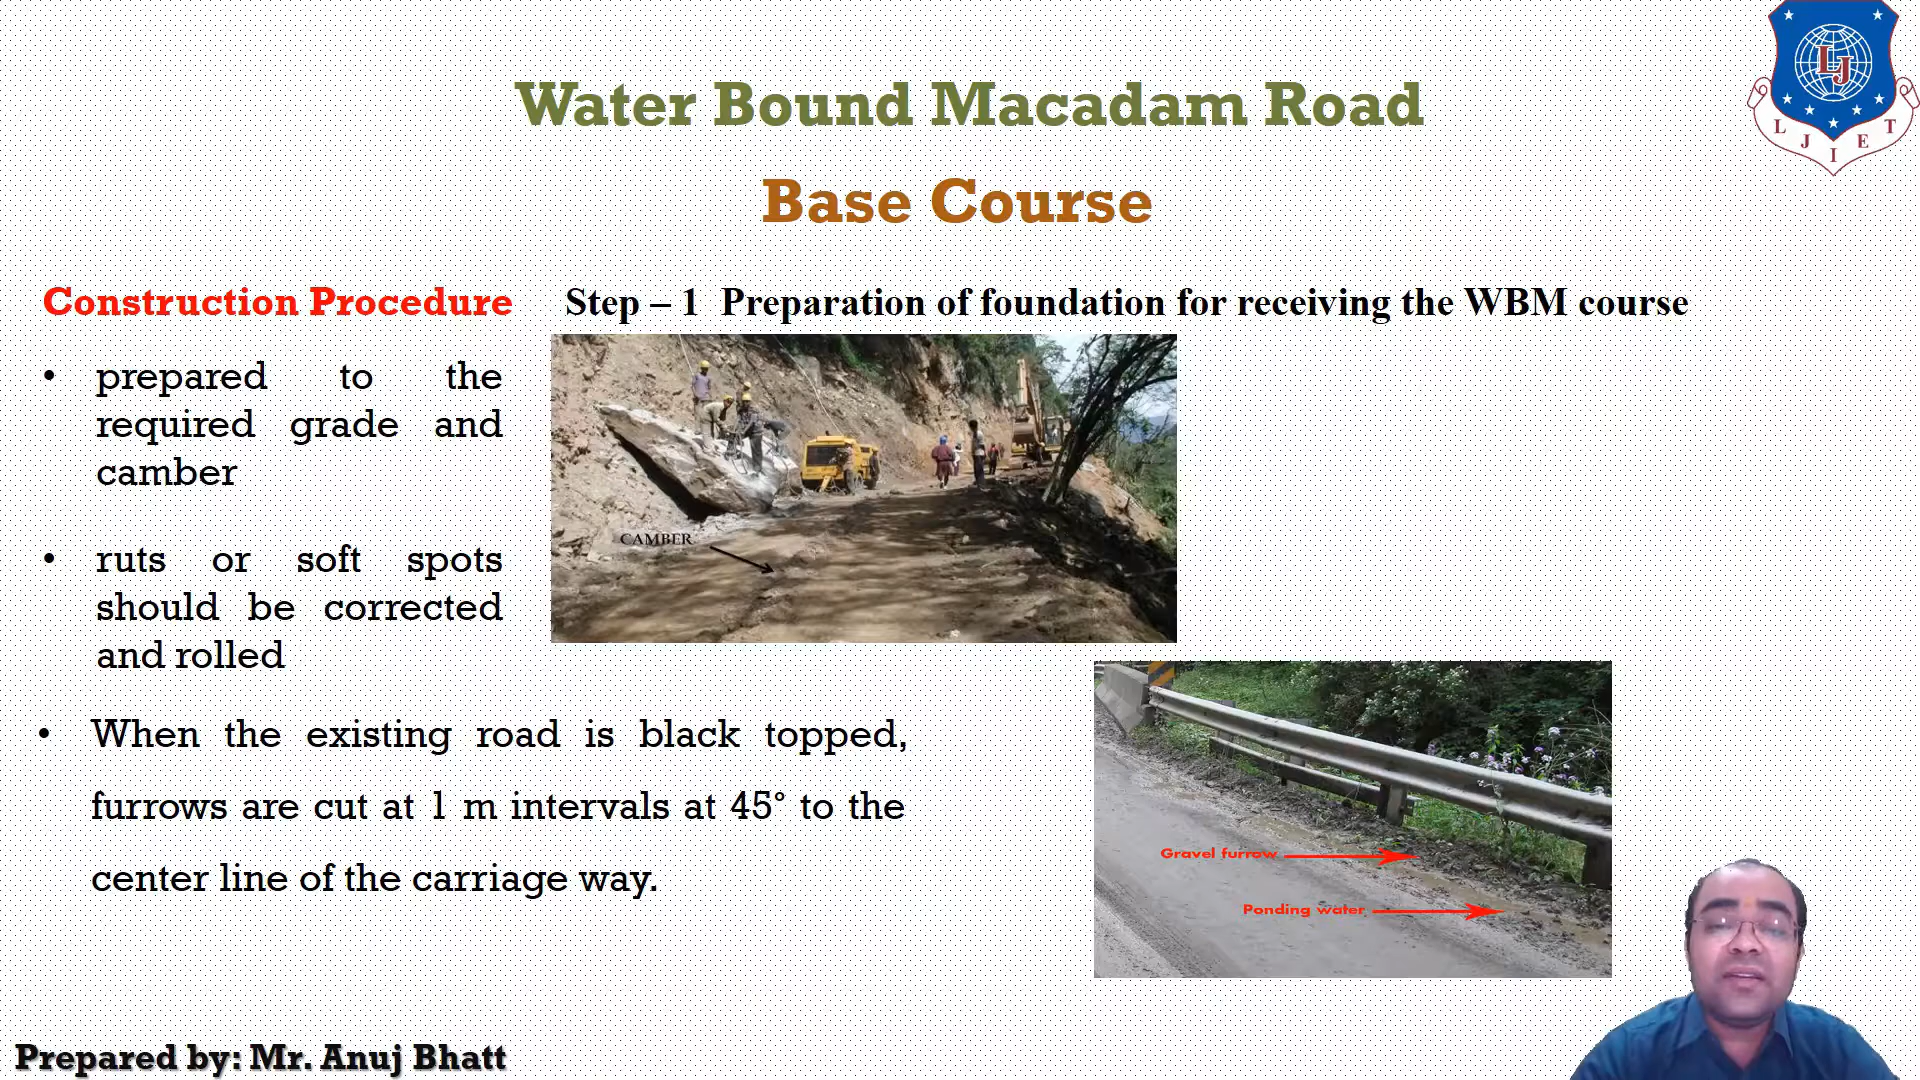 Water Bound Macadam Road
Base Course
LJ
L J I E T
Construction Procedure
Step – 1 Preparation of foundation for receiving the WBM course
• prepared to the
required grade and
camber
• ruts or soft spots
should be corrected
and rolled
• When the existing road is black topped,
furrows are cut at 1 m intervals at 45° to the
center line of the carriage way.
CAMBER
Gravel furrow
Ponding water
Prepared by: Mr. Anuj Bhatt